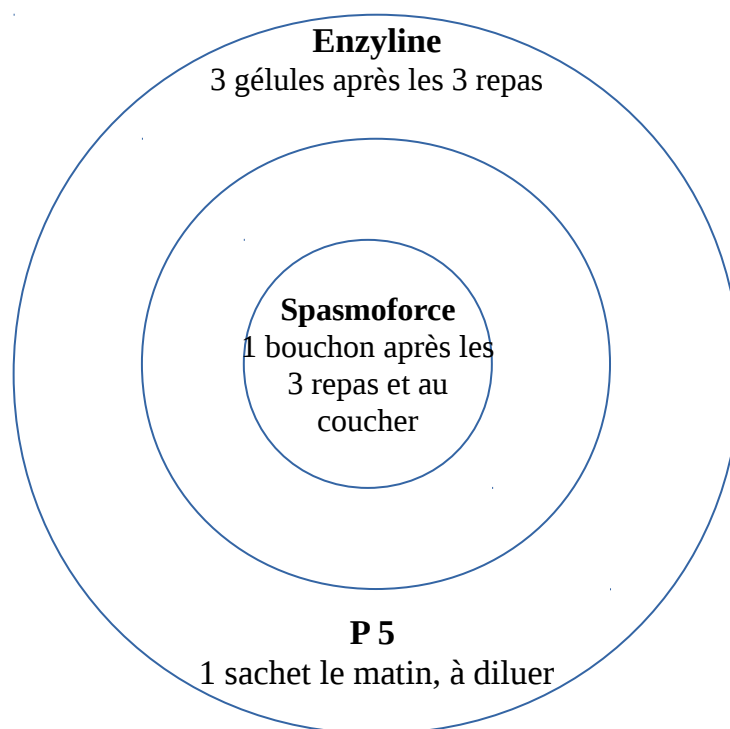 Enzyline
3 gélules après les 3 repas
Spasmoforce
1 bouchon après les
3 repas et au
coucher
P 5
1 sachet le matin, à diluer